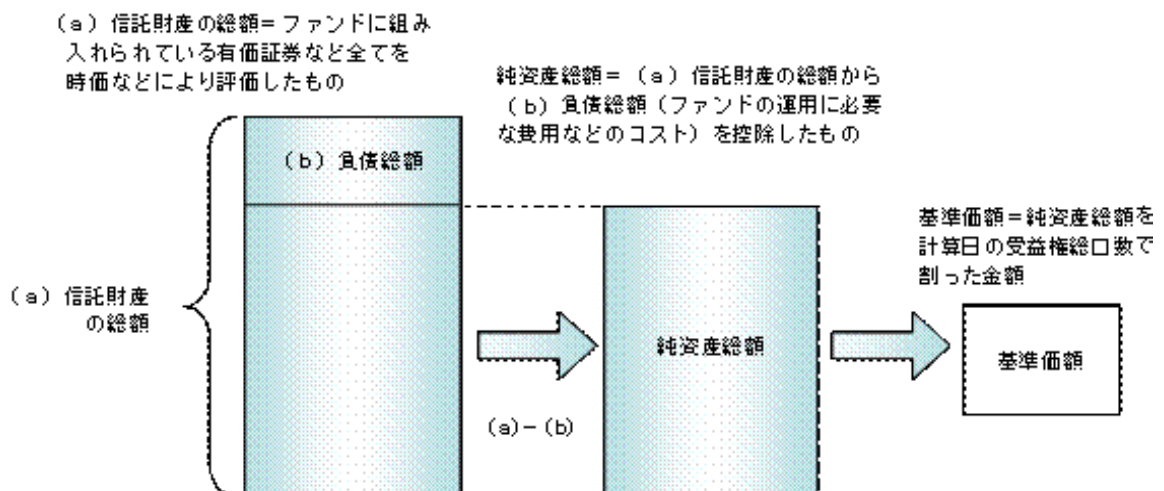 （a）信託財産の総額＝ファンドに組み
入れられている有価証券など全てを
時価などにより評価したもの
純資産総額＝（a）信託財産の総額から
（b）負債総額（ファンドの運用に必要
な費用などのコスト）を控除したもの
（b）負債総額
基準価額＝純資産総額を
計算日の受益権総口数で
割った金額
（a）信託財産
の総額
純資産総額
基準価額
（a）－（b）